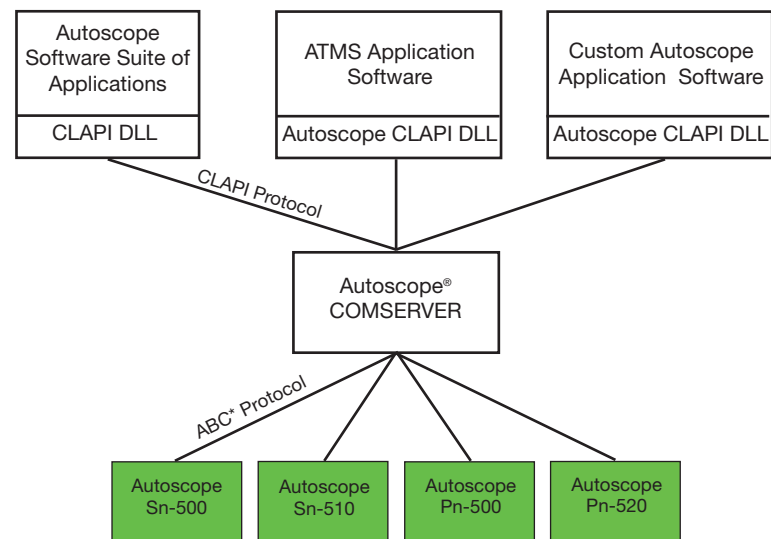 Autoscope
Software Suite of
Applications
CLAPI DLL
ATMS Application
Software
Autoscope CLAPI DLL
Custom Autoscope
Application Software
Autoscope CLAPI DLL
CLAPI Protocol
Autoscope®
COMSERVER
ABC* Protocol
Autoscope
Sn-500
Autoscope
Sn-510
Autoscope
Pn-500
Autoscope
Pn-520